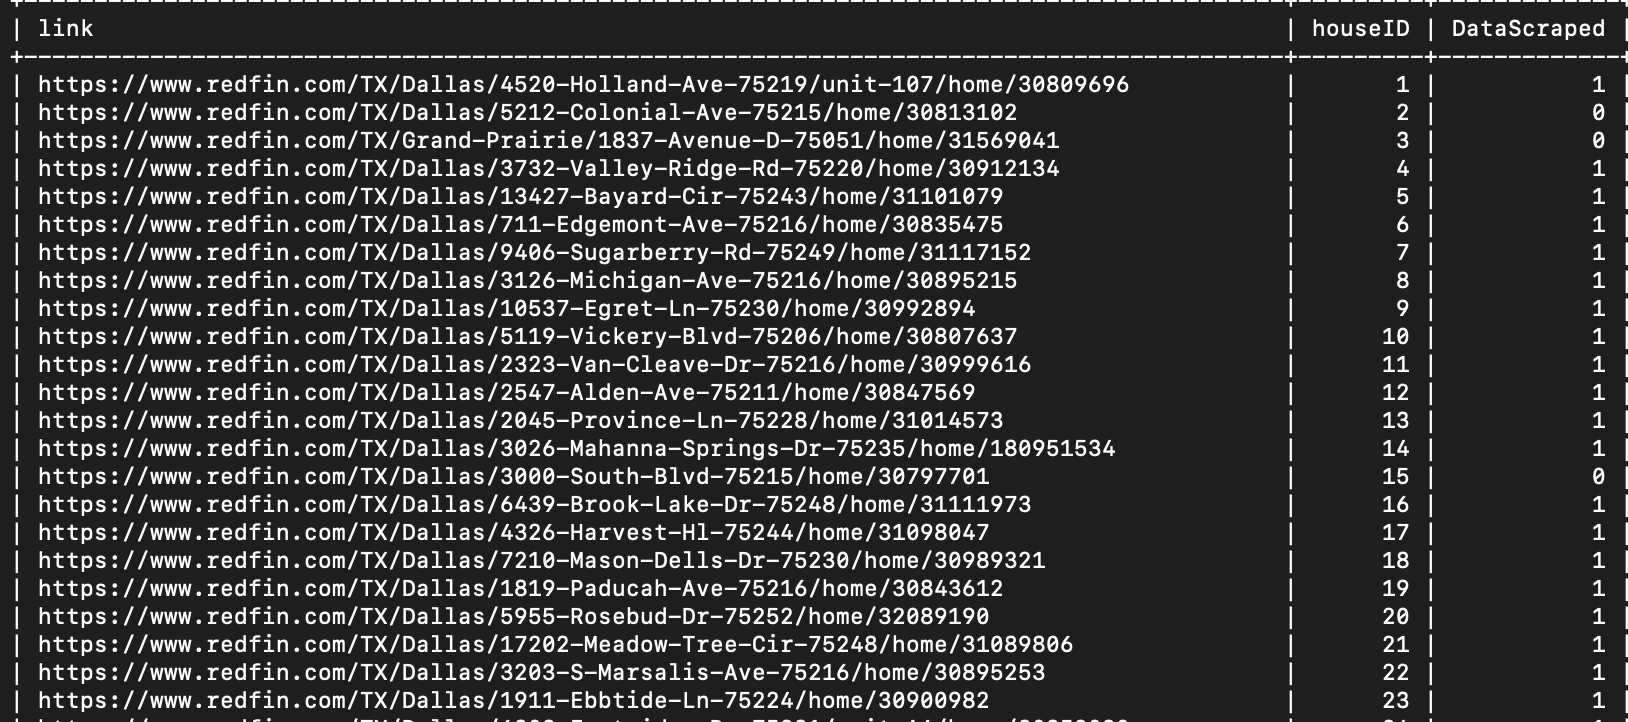 | link | houseID | DataScraped |
| https://www.redfin.com/TX/Dallas/4520-Holland-Ave-75219/unit-107/home/30809696 | 1 | 1
| https://www.redfin.com/TX/Dallas/5212-Colonial-Ave-75215/home/30813102 | 2 | 0
| https://www.redfin.com/TX/Grand-Prairie/1837-Avenue-D-75051/home/31569041 | 3 | 0
| https://www.redfin.com/TX/Dallas/3732-Valley-Ridge-Rd-75220/home/30912134 | 4 | 1
| https://www.redfin.com/TX/Dallas/13427-Bayard-Cir-75243/home/31101079 | 5 | 1
| https://www.redfin.com/TX/Dallas/711-Edgemont-Ave-75216/home/30835475 | 6 | 1
| https://www.redfin.com/TX/Dallas/9406-Sugarberry-Rd-75249/home/31117152 | 7 | 1
| https://www.redfin.com/TX/Dallas/3126-Michigan-Ave-75216/home/30895215 | 8 | 1
| https://www.redfin.com/TX/Dallas/10537-Egret-Ln-75230/home/30992894 | 9 | 1
| https://www.redfin.com/TX/Dallas/5119-Vickery-Blvd-75206/home/30807637 | 10 | 1
| https://www.redfin.com/TX/Dallas/2323-Van-Cleave-Dr-75216/home/30999616 | 11 | 1
| https://www.redfin.com/TX/Dallas/2547-Alden-Ave-75211/home/30847569 | 12 | 1
| https://www.redfin.com/TX/Dallas/2045-Province-Ln-75228/home/31014573 | 13 | 1
| https://www.redfin.com/TX/Dallas/3026-Mahanna-Springs-Dr-75235/home/180951534 | 14 | 1
| https://www.redfin.com/TX/Dallas/3000-South-Blvd-75215/home/30797701 | 15 | 0
| https://www.redfin.com/TX/Dallas/6439-Brook-Lake-Dr-75248/home/31111973 | 16 | 1
| https://www.redfin.com/TX/Dallas/4326-Harvest-Hl-75244/home/31098047 | 17 | 1
| https://www.redfin.com/TX/Dallas/7210-Mason-Dells-Dr-75230/home/30989321 | 18 | 1
| https://www.redfin.com/TX/Dallas/1819-Paducah-Ave-75216/home/30843612 | 19 | 1
| https://www.redfin.com/TX/Dallas/5955-Rosebud-Dr-75252/home/32089190 | 20 | 1
| https://www.redfin.com/TX/Dallas/17202-Meadow-Tree-Cir-75248/home/31089806 | 21 | 1
| https://www.redfin.com/TX/Dallas/3203-S-Marsalis-Ave-75216/home/30895253 | 22 | 1
| https://www.redfin.com/TX/Dallas/1911-Ebbtide-Ln-75224/home/30900982 | 23 | 1